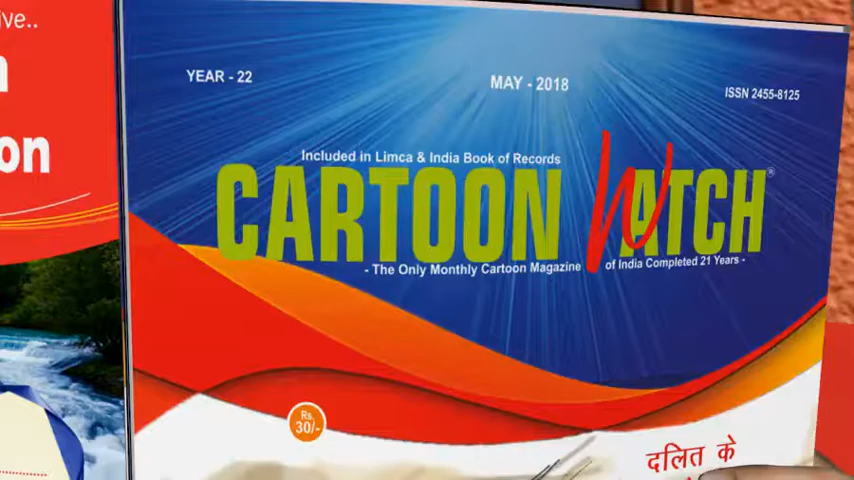 ive..
on
YEAR - 22
MAY - 2018
ISSN 2455-8125
Included in Limca & India Book of Records
CARTOON WATCH®
- The Only Monthly Cartoon Magazine of India Completed 21 Years -
Rs.
30/-
दलित के